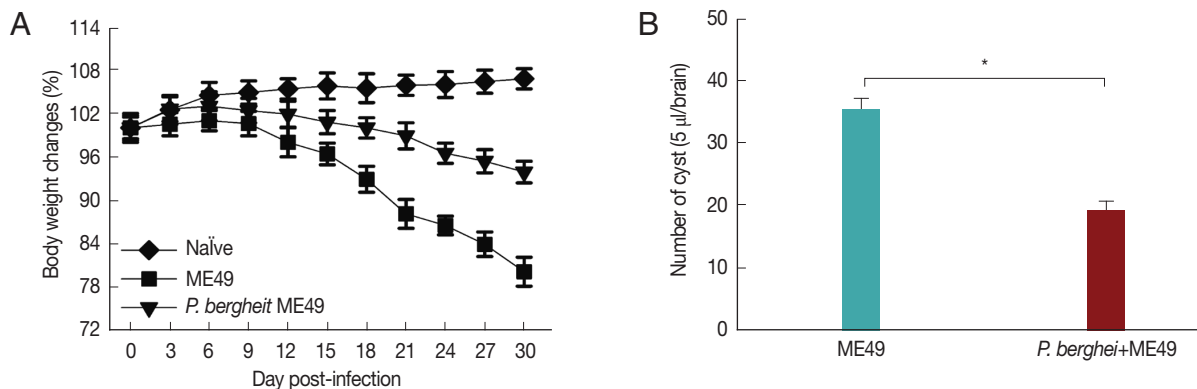 A
Body weight changes (%)
114
108
102
96
90
84
78
72
Naïve
ME49
P. bergheit ME49
0 3 6 9 12 15 18 21 24 27 30
Day post-infection
B
Number of cyst (5 µl/brain)
50
40
30
20
10
0
*
ME49
P. berghei+ME49